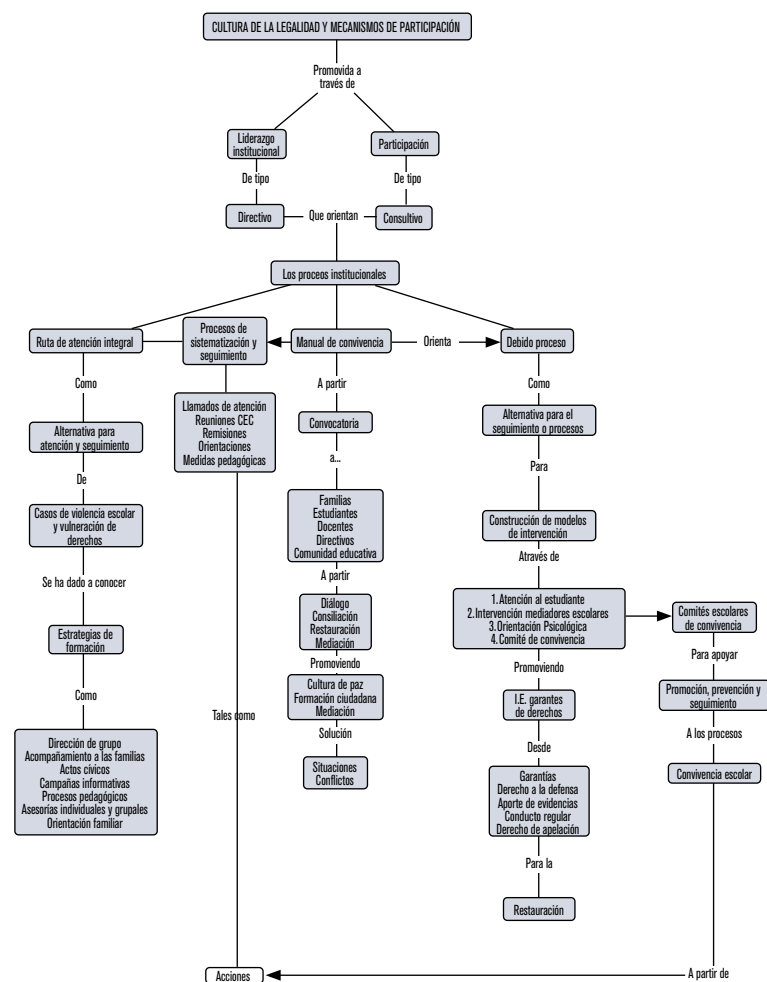 CULTURA DE LA LEGALIDAD Y MECANISMOS DE PARTICIPACIÓN
Promovida a
través de
Liderazgo
institucional
Participación
De tipo
De tipo
Directivo
Que orientan
Consultivo
Los proceos institucionales
Ruta de atención integral
Procesos de
sistematización y
seguimiento
Manual de convivencia
Orienta
Debido proceso
Como
Alternativa para
atención y seguimiento
De
Casos de violencia escolar
y vulneración de
derechos
Se ha dado a conocer
Estrategias de
formación
Como
Dirección de grupo
Acompañamiento a las familias
Actos cívicos
Campañas informativas
Procesos pedagógicos
Asesorías individuales y grupales
Orientación familiar
Llamados de atención
Reuniones CEC
Remisiones
Orientaciones
Medidas pedagógicas
Tales como
Acciones
A partir
Convocatoria
a...
Familias
Estudiantes
Docentes
Directivos
Comunidad educativa
A partir
Diálogo
Consiliación
Restauración
Mediación
Promoviendo
Cultura de paz
Formación ciudadana
Mediación
Solución
Situaciones
Conflictos
Como
Alternativa para el
seguimiento o procesos
Para
Construcción de modelos
de intervención
Através de
1.Atención al estudiante
2.Intervención mediadores escolares
3.Orientación Psicológica
4.Comité de convivencia
Promoviendo
I.E. garantes
de derechos
Desde
Garantías
Derecho a la defensa
Aporte de evidencias
Conducto regular
Derecho de apelación
Para la
Restauración
Comités escolares
de convivencia
Para apoyar
Promoción, prevención y
seguimiento
A los procesos
Convivencia escolar
A partir de